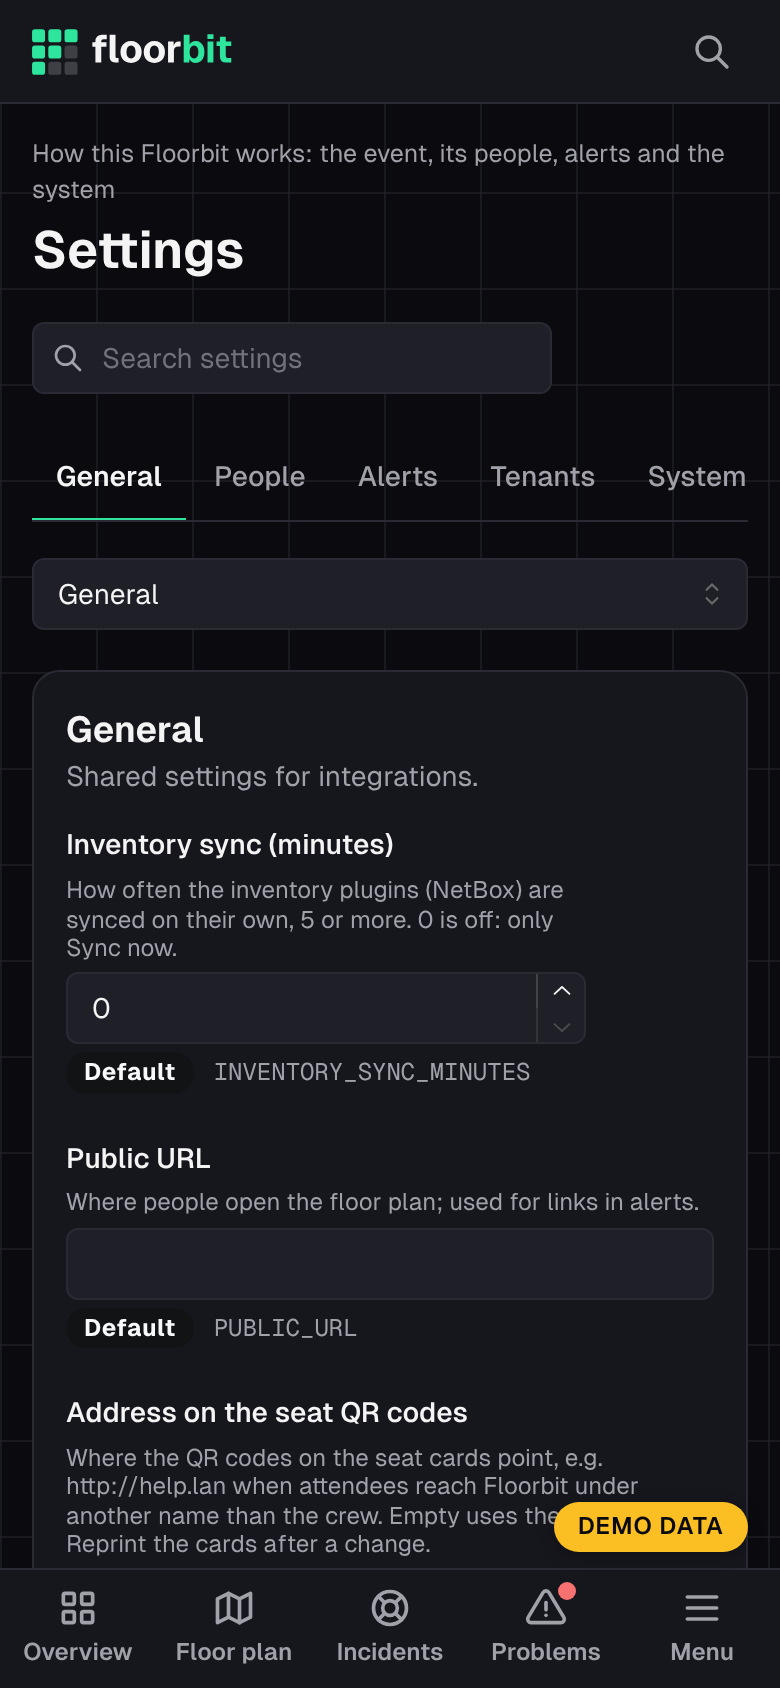 floorbit
How this Floorbit works: the event, its people, alerts and the
system
Settings
Search settings
General People Alerts Tenants System
General
General
Shared settings for integrations.
Inventory sync (minutes)
How often the inventory plugins (NetBox) are
synced on their own, 5 or more. 0 is off: only
Sync now.
0
Default INVENTORY_SYNC_MINUTES
Public URL
Where people open the floor plan; used for links in alerts.
Default PUBLIC_URL
Address on the seat QR codes
Where the QR codes on the seat cards point, e.g.
http://help.lan when attendees reach Floorbit under
another name than the crew. Empty uses the
DEMO DATA
Reprint the cards after a change.
Overview Floor plan Incidents Problems Menu